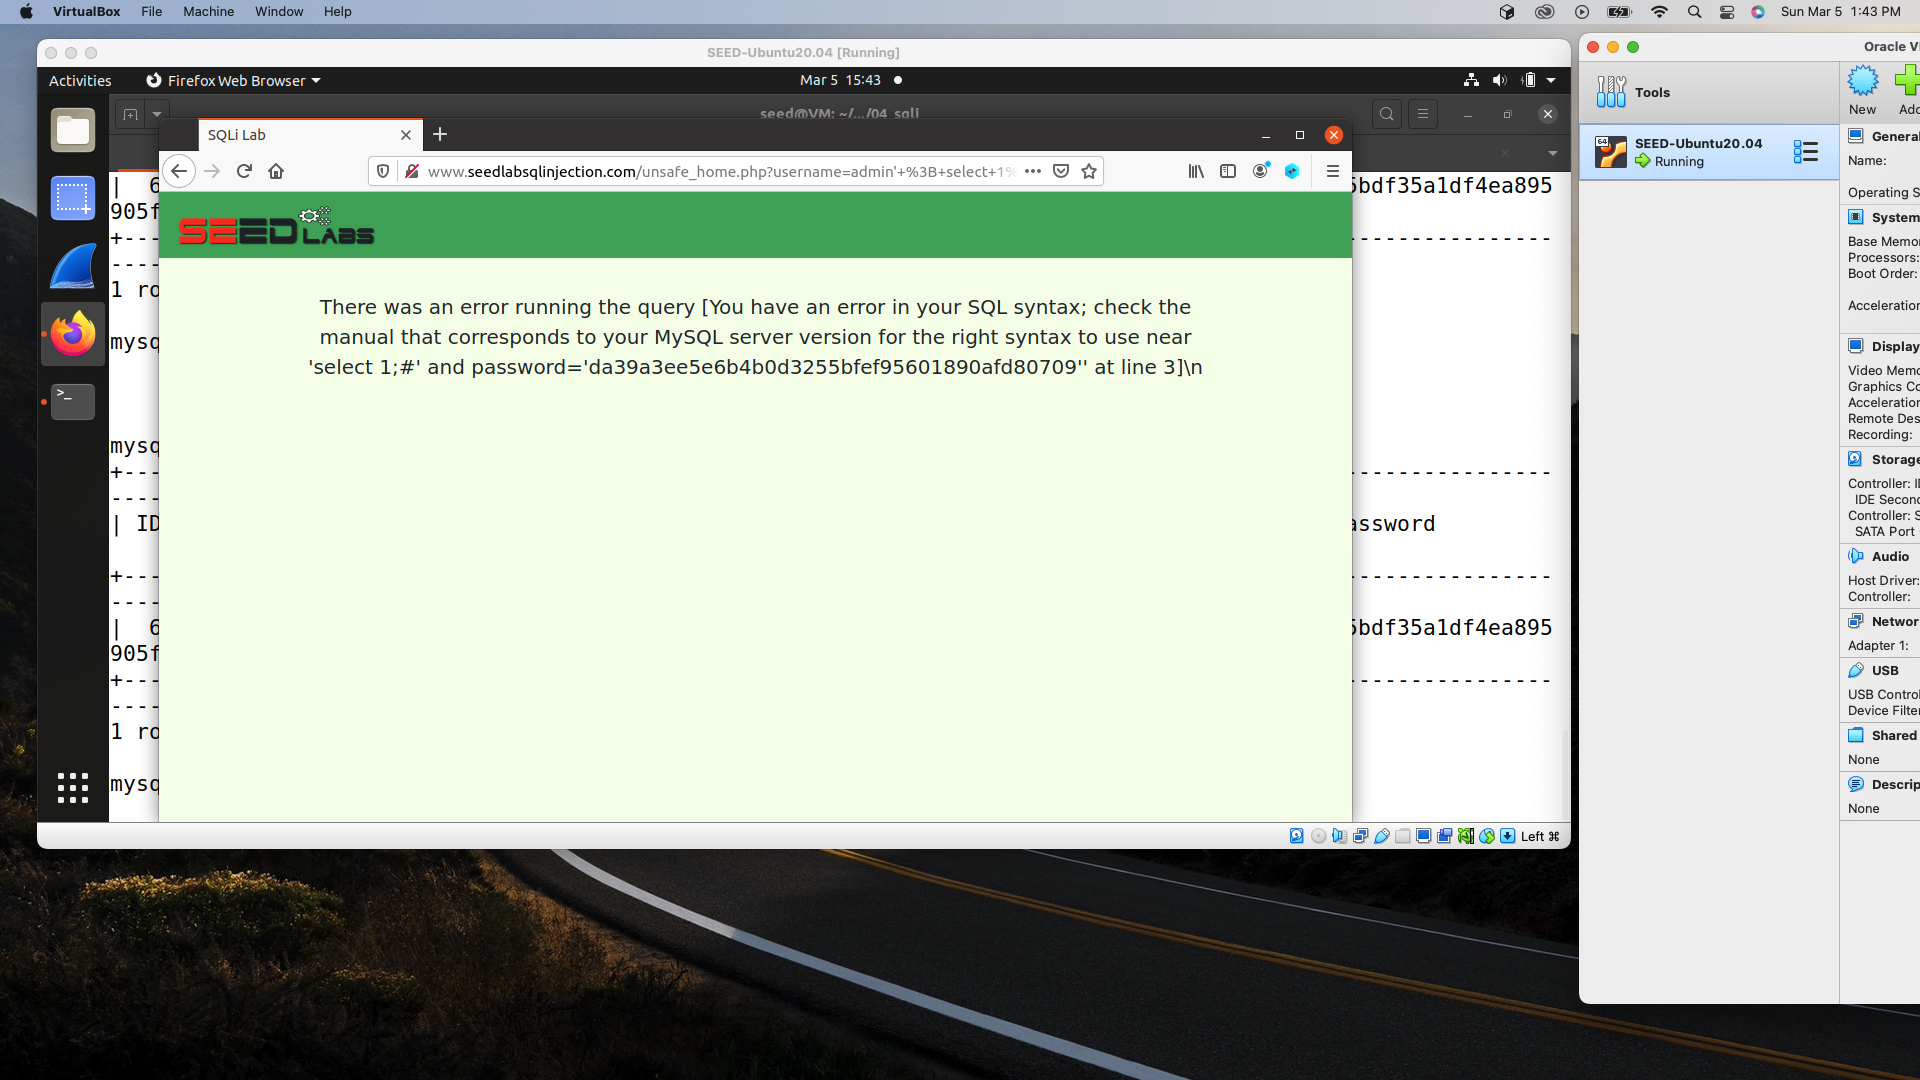 VirtualBox File Machine Window Help
Sun Mar 5 1:43 PM
SEED-Ubuntu20.04 [Running]
Activities
Firefox Web Browser
Mar 5 15:43
seed@VM: ~/.../04_sqli
SQLi Lab
www.seedlabsqlinjection.com/unsafe_home.php?username=admin'+%3B+select+1%
SEED LABS
There was an error running the query [You have an error in your SQL syntax; check the
manual that corresponds to your MySQL server version for the right syntax to use near
'select 1;#' and password='da39a3ee5e6b4b0d3255bfef95601890afd80709'' at line 3]\n
| 6
5bdf35a1df4ea895
905f
+---
---------------
----
1 ro
mysq
mysq
+---
---------------
----
| ID
assword
+---
---------------
----
| 6
5bdf35a1df4ea895
905f
+---
---------------
----
1 ro
mysq
Left ⌘
Oracle V
Tools
New
Add
64
SEED-Ubuntu20.04
Running
General
Name:
Operating S
System
Base Memo
Processors:
Boot Order:
Acceleration
Display
Video Memo
Graphics Co
Acceleration
Remote Des
Recording:
Storage
Controller: I
IDE Second
Controller: S
SATA Port
Audio
Host Driver:
Controller:
Networ
Adapter 1:
USB
USB Control
Device Filter
Shared
None
Descrip
None